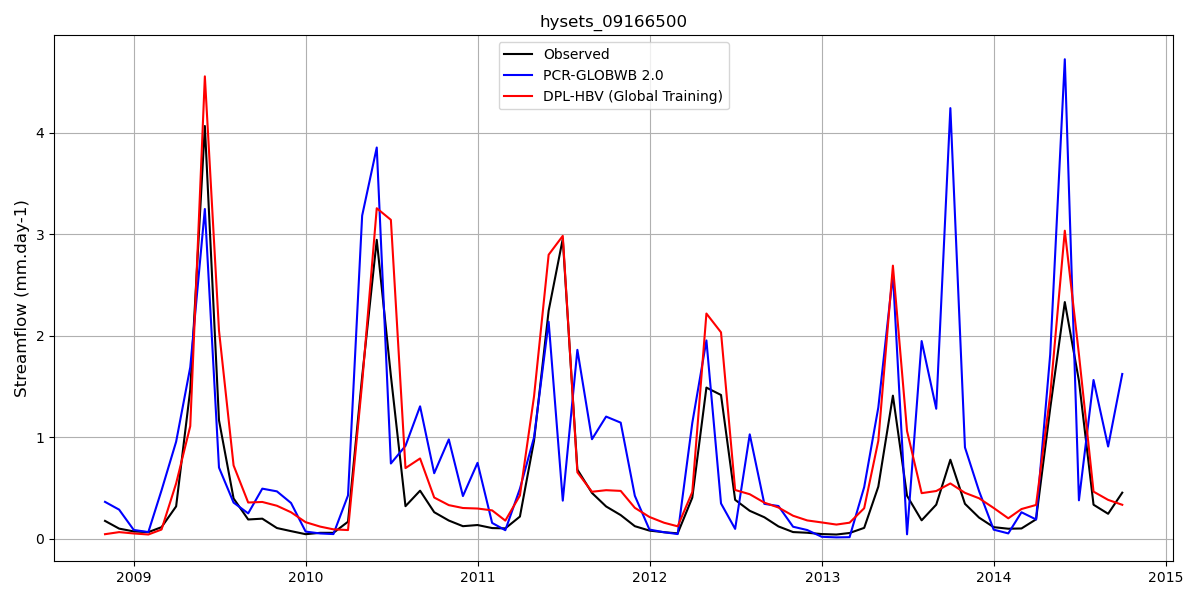 hysets_09166500
Observed
PCR-GLOBWB 2.0
DPL-HBV (Global Training)
Streamflow (mm.day-1)
4
3
2
1
0
2009 2010 2011 2012 2013 2014 2015